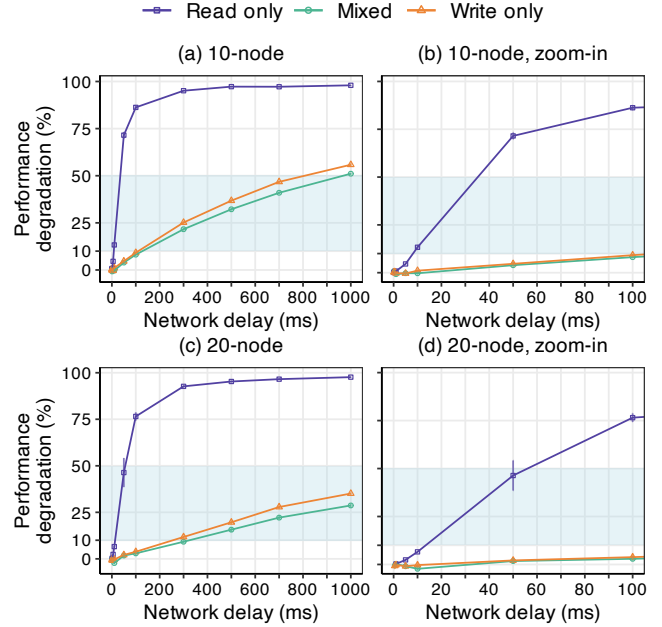 Read only Mixed Write only
(a) 10-node
(b) 10-node, zoom-in
Performance
degradation (%)
100
75
50
25
10
0
0 200 400 600 800 1000
0 20 40 60 80 100
Network delay (ms)
Network delay (ms)
(c) 20-node
(d) 20-node, zoom-in
Performance
degradation (%)
100
75
50
25
10
0
0 200 400 600 800 1000
0 20 40 60 80 100
Network delay (ms)
Network delay (ms)